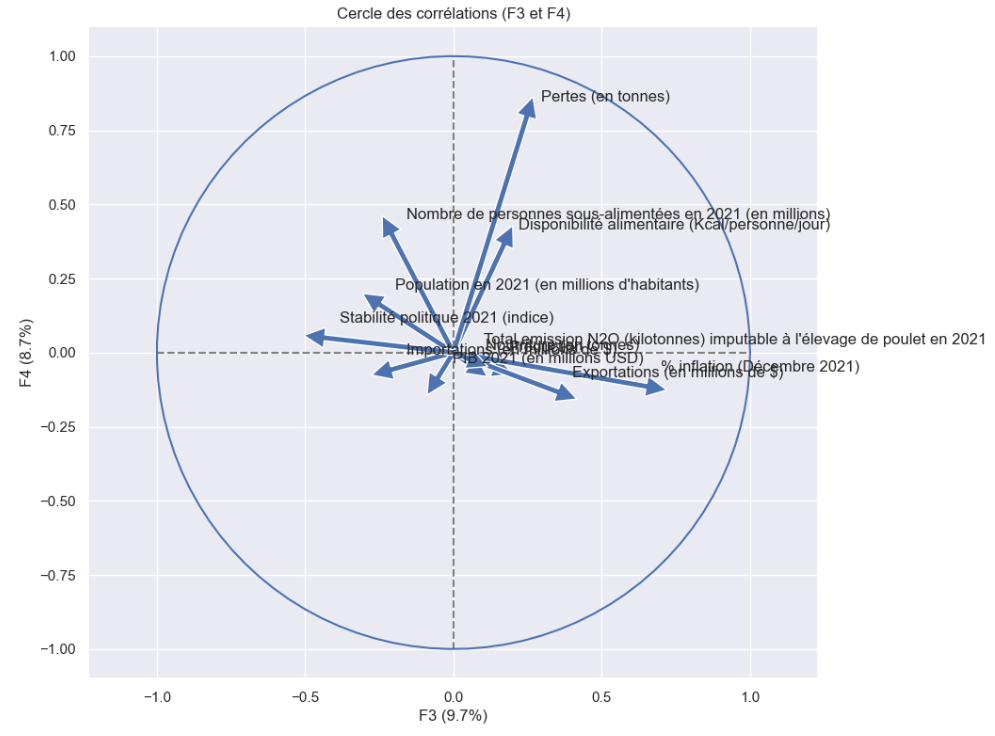 Cercle des corrélations (F3 et F4)
1.00
Pertes (en tonnes)
0.75
0.50
Nombre de personnes sous-alimentées en 2021 (en millions)
Disponibilité alimentaire (Kcal/personne/jour)
0.25
Population en 2021 (en millions d'habitants)
Stabilité politique 2021 (indice)
F4 (8.7%)
Total emission N2O (kilotonnes) imputable à l'élevage de poulet en 2021
0.00
Importations (en millions de $)
PIB 2021 (en millions USD)
% inflation (Décembre 2021)
Exportations (en millions de $)
−0.25
−0.50
−0.75
−1.00
−1.0
−0.5
0.0
0.5
1.0
F3 (9.7%)